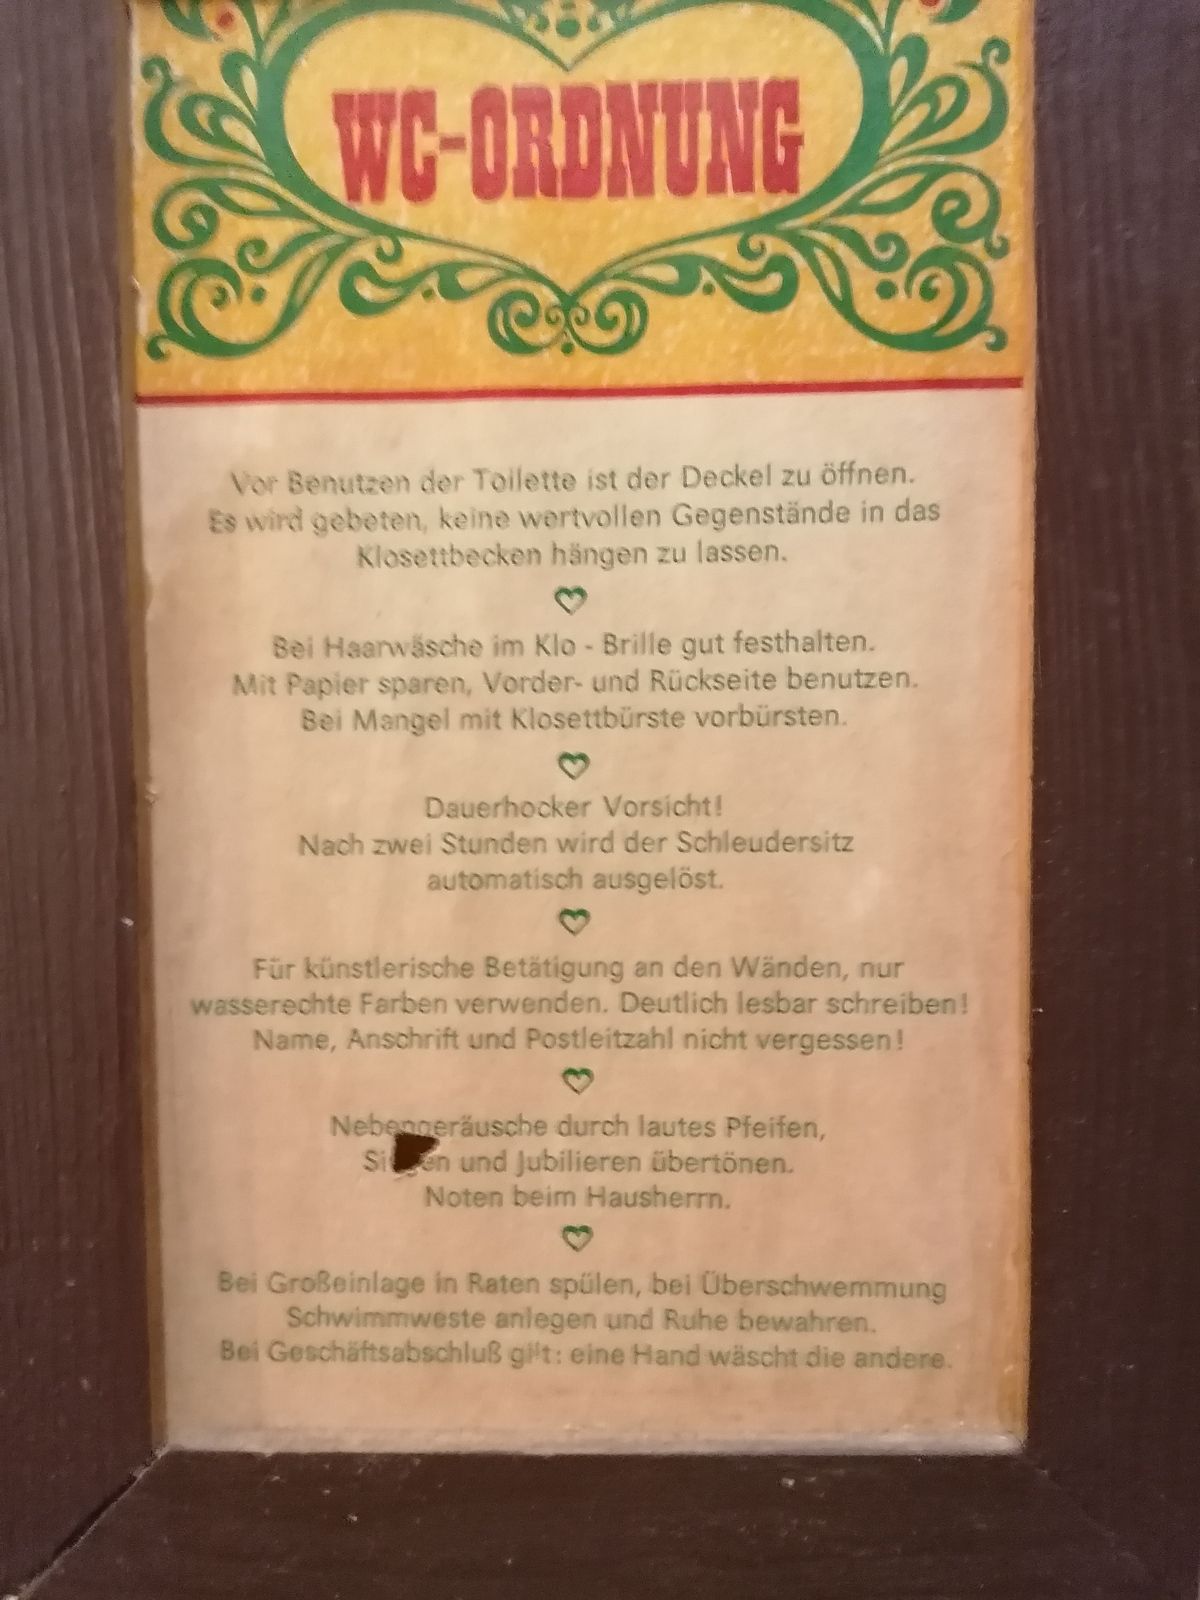 WC-ORDNUNG
Vor Benutzen der Toilette ist der Deckel zu öffnen.
Es wird gebeten, keine wertvollen Gegenstände in das
Klosettbecken hängen zu lassen.
Bei Haarwäsche im Klo - Brille gut festhalten.
Mit Papier sparen, Vorder- und Rückseite benutzen.
Bei Mangel mit Klosettbürste vorbürsten.
Dauerhocker Vorsicht!
Nach zwei Stunden wird der Schleudersitz
automatisch ausgelöst.
Für künstlerische Betätigung an den Wänden, nur
wasserechte Farben verwenden. Deutlich lesbar schreiben!
Name, Anschrift und Postleitzahl nicht vergessen!
Nebengeräusche durch lautes Pfeifen,
Singen und Jubilieren übertönen.
Noten beim Hausherrn.
Bei Großeinlage in Raten spülen, bei Überschwemmung
Schwimmweste anlegen und Ruhe bewahren.
Bei Geschäftsabschluß gilt: eine Hand wäscht die andere.